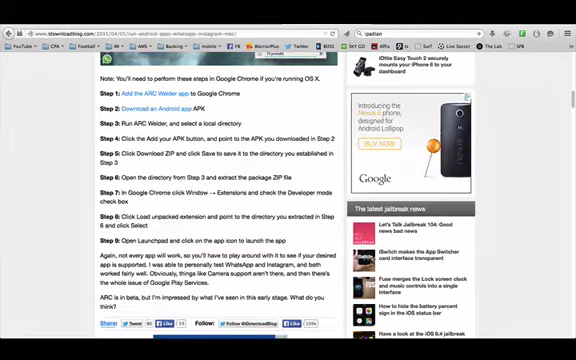 www.idownloadblog.com/2015/04/03/run-android-apps-whatsapp-instagram-mac/
ipadian
YouTube
CPA
Football
IM
AMS
Banking
mobile
WarriorPlus
Twitter
BOSS
SKY GO
Affin
StreamKing
Liver
The Lab
SPB
Note: You'll need to perform these steps in Google Chrome if you're running OS X.
Step 1: Add the ARC Welder app to Google Chrome
Step 2: Download an Android app APK
Step 3: Run ARC Welder, and select a local directory
Step 4: Click the Add your APK button, and point to the APK you downloaded in Step 2
Step 5: Click Download ZIP and click Save to save it to the directory you established in
Step 3
Step 6: Open the directory from Step 3 and extract the package ZIP file
Step 7: In Google Chrome click Window → Extensions and check the Developer mode
check box
Step 8: Click Load unpacked extension and point to the directory you extracted in Step
6 and click Select
Step 9: Open Launchpad and click on the app icon to launch the app
Again, not every app will work, so you'll have to play around with it to see if your desired
app is supported. I was able to personally test WhatsApp and Instagram, and both
worked fairly well. Obviously, things like Camera support aren't there, and then there's
the whole issue of Google Play Services.
ARC is in beta, but I'm impressed by what I've seen in this early stage. What do you
think?
Share:
Tweet
90
Like
Follow:
Follow @iDownloadBlog
Like
iOttie Easy Touch 2 securely
mounts your iPhone 6 to your
dashboard
Introducing the
Nexus 6 phone,
designed for
Android Lollipop.
BUY NOW
Google
The latest jailbreak news
Let's Talk Jailbreak 104: Good
news bad news
iSwitch makes the App Switcher
card interface transparent
Fuse merges the Lock screen clock
and music controls into a single
interface
How to hide the battery percent
sign in the iOS status bar
Have a look at the iOS 8.4 jailbreak